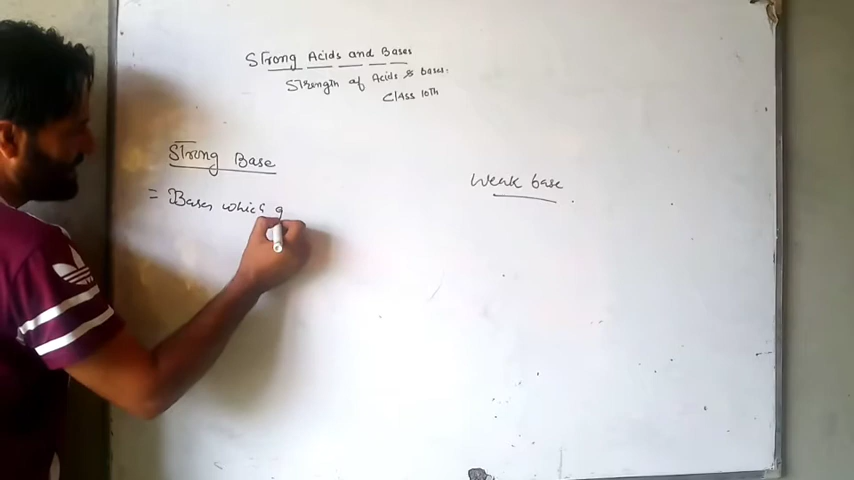 Strong Acids and Bases
Strength of Acids & bases.
Class 10th
Strong Base
Weak base
= Bases which g